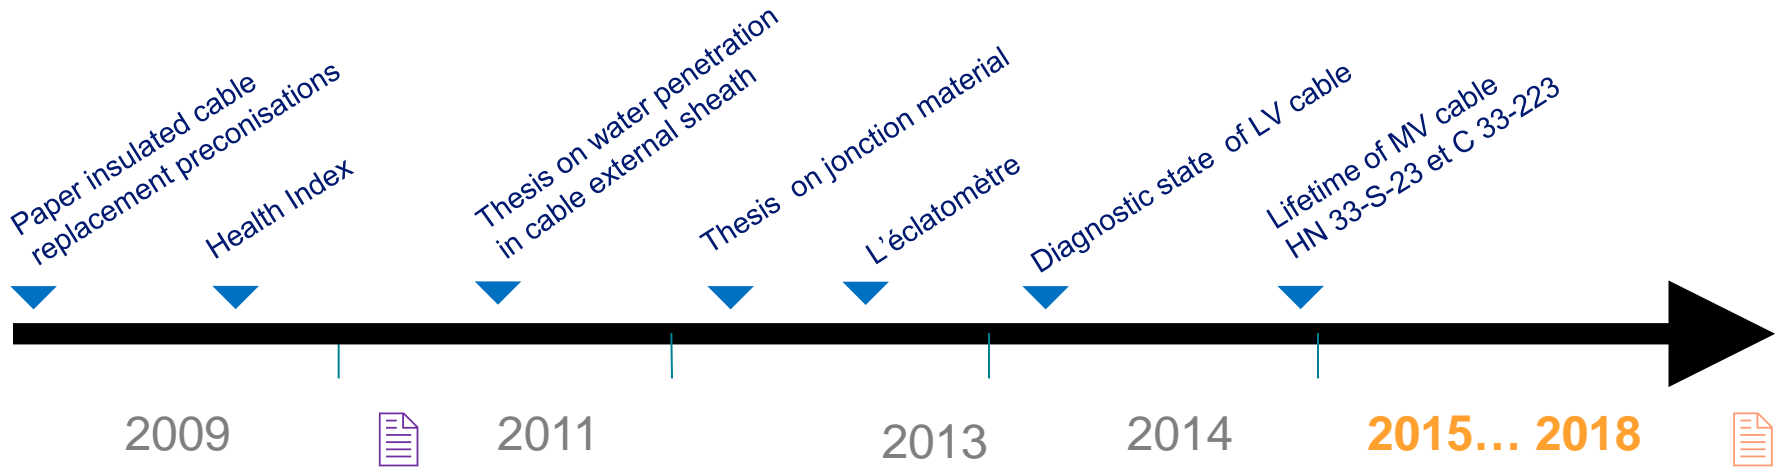 Paper insulated cable
replacement preconisations
Health Index
Thesis on water penetration
in cable external sheath
Thesis on jonction material
L'éclatomètre
Diagnostic state of LV cable
Lifetime of MV cable
HN 33-S-23 et C 33-223
2009
2011
2013
2014
2015… 2018